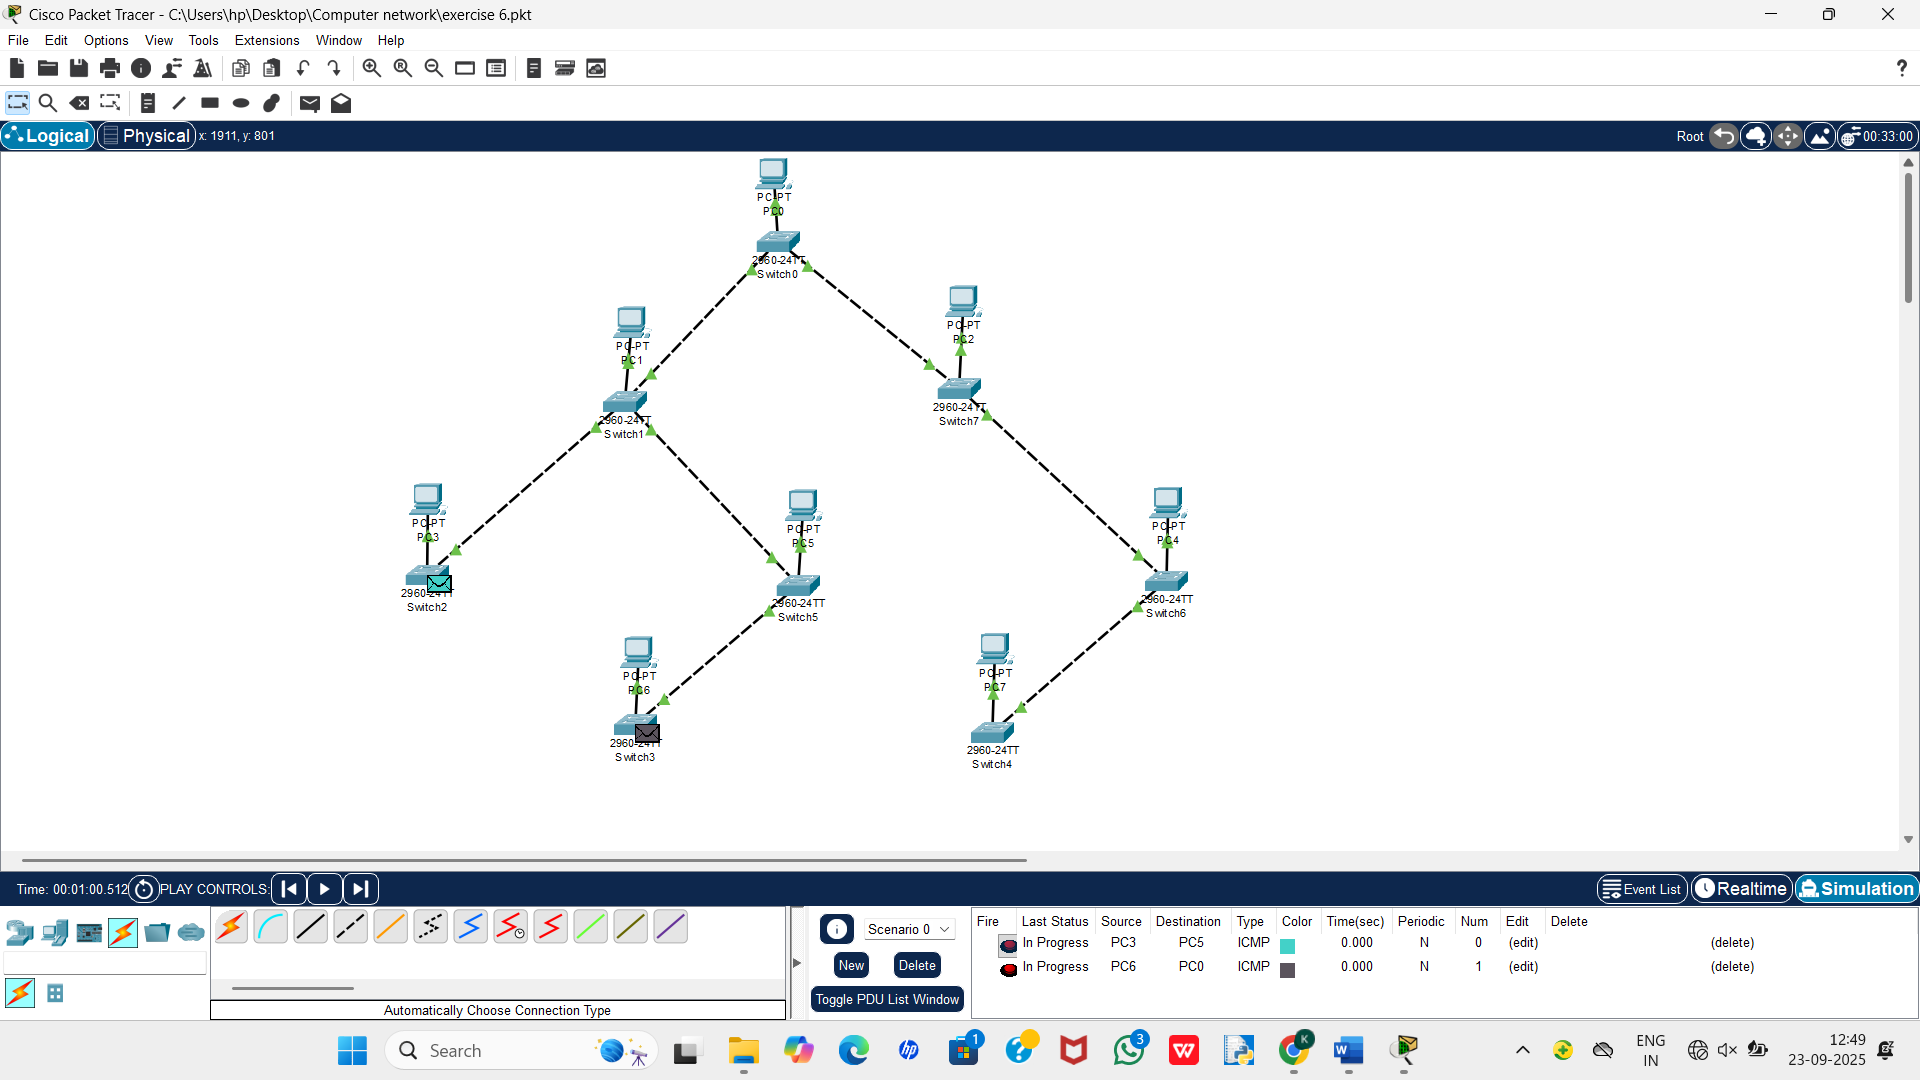 Cisco Packet Tracer - C:\Users\hp\Desktop\Computer network\exercise 6.pkt
File Edit Options View Tools Extensions Window Help
?
Logical Physical x: 1911, y: 801 Root 00:33:00
PC-PT
PC0
2960-24TT
Switch0
PC-PT
PC2
PC-PT
PC1
2960-24TT
Switch7
2960-24TT
Switch1
PC-PT
PC3
PC-PT
PC5
PC-PT
PC4
2960-24TT
Switch2
2960-24TT
Switch5
2960-24TT
Switch6
PC-PT
PC6
PC-PT
PC7
2960-24TT
Switch3
2960-24TT
Switch4
Time: 00:01:00.512 PLAY CONTROLS: Event List Realtime Simulation
Scenario 0
New Delete
Toggle PDU List Window
Fire Last Status Source Destination Type Color Time(sec) Periodic Num Edit Delete
In Progress PC3 PC5 ICMP 0.000 N 0 (edit) (delete)
In Progress PC6 PC0 ICMP 0.000 N 1 (edit) (delete)
Automatically Choose Connection Type
Search
1
3
K
ENG
IN
12:49
23-09-2025